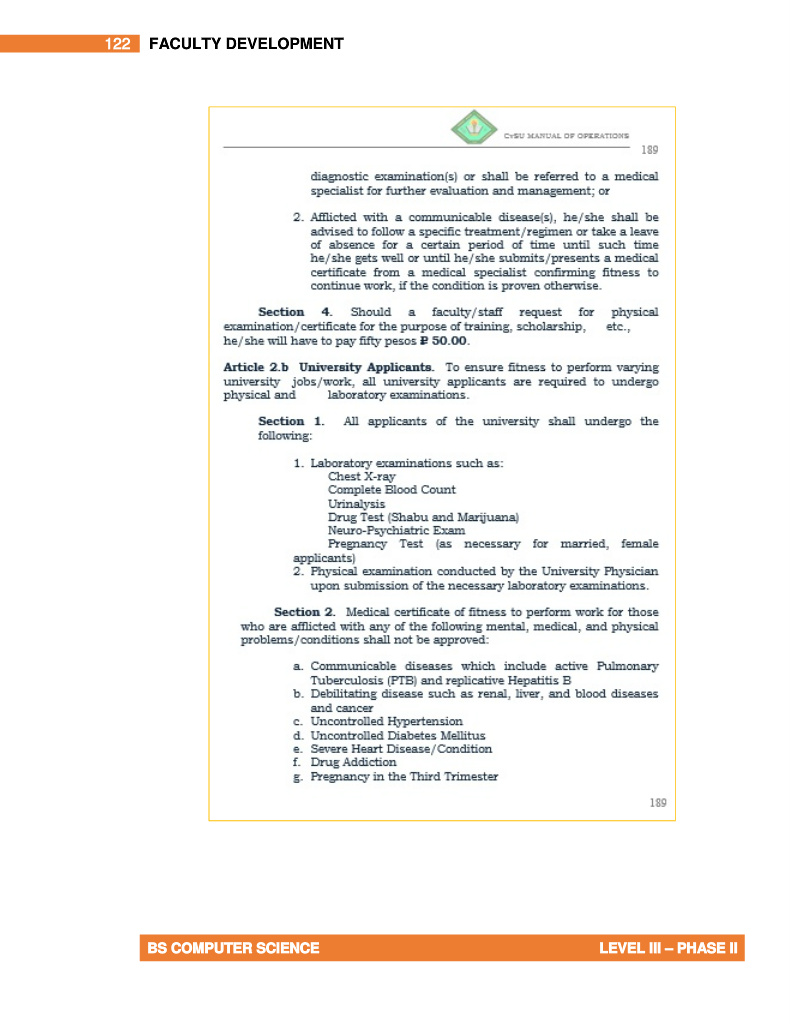 122 FACULTY DEVELOPMENT
CvSU MANUAL OF OPERATIONS
189
diagnostic examination(s) or shall be referred to a medical
specialist for further evaluation and management; or
2. Afflicted with a communicable disease(s), he/she shall be
advised to follow a specific treatment/regimen or take a leave
of absence for a certain period of time until such time
he/she gets well or until he/she submits/presents a medical
certificate from a medical specialist confirming fitness to
continue work, if the condition is proven otherwise.
Section 4. Should a faculty/staff request for physical
examination/certificate for the purpose of training, scholarship, etc.,
he/she will have to pay fifty pesos ₽ 50.00.
Article 2.b University Applicants. To ensure fitness to perform varying
university jobs/work, all university applicants are required to undergo
physical and laboratory examinations.
Section 1. All applicants of the university shall undergo the
following:
1. Laboratory examinations such as:
Chest X-ray
Complete Blood Count
Urinalysis
Drug Test (Shabu and Marijuana)
Neuro-Psychiatric Exam
Pregnancy Test (as necessary for married, female
applicants)
2. Physical examination conducted by the University Physician
upon submission of the necessary laboratory examinations.
Section 2. Medical certificate of fitness to perform work for those
who are afflicted with any of the following mental, medical, and physical
problems/conditions shall not be approved:
a. Communicable diseases which include active Pulmonary
Tuberculosis (PTB) and replicative Hepatitis B
b. Debilitating disease such as renal, liver, and blood diseases
and cancer
c. Uncontrolled Hypertension
d. Uncontrolled Diabetes Mellitus
e. Severe Heart Disease/Condition
f. Drug Addiction
g. Pregnancy in the Third Trimester
189
BS COMPUTER SCIENCE LEVEL III – PHASE II